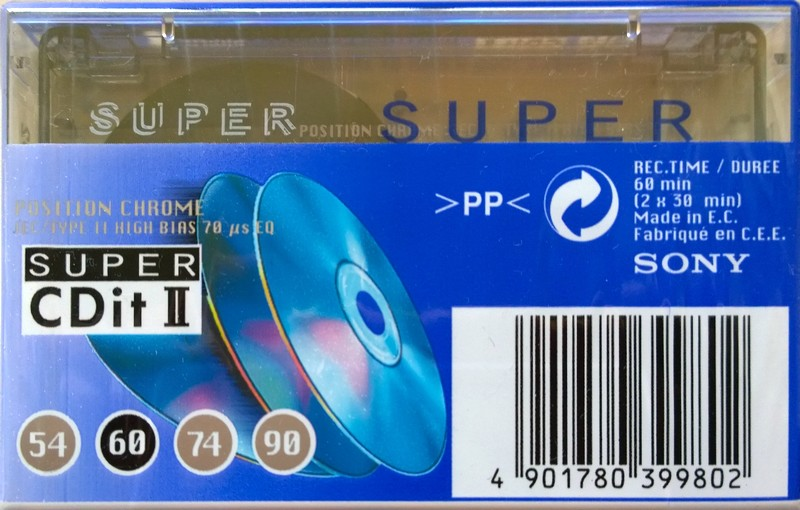 SUPER SUPER
POSITION CHROME
REC.TIME / DUREE
60 min
(2 x 30 min)
Made in E.C.
Fabriqué en C.E.E.
>PP<
SONY
POSITION CHROME
IEC TYPE II HIGH BIAS 70 µs EQ
SUPER
CDit II
54 60 74 90
4 901780 399802